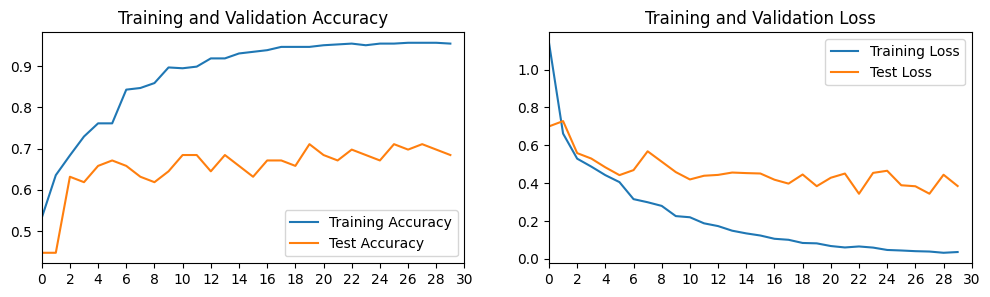 Training and Validation Accuracy
0.9
0.8
0.7
0.6
0.5
Training Accuracy
Test Accuracy
0 2 4 6 8 10 12 14 16 18 20 22 24 26 28 30
Training and Validation Loss
1.0
0.8
0.6
0.4
0.2
0.0
Training Loss
Test Loss
0 2 4 6 8 10 12 14 16 18 20 22 24 26 28 30